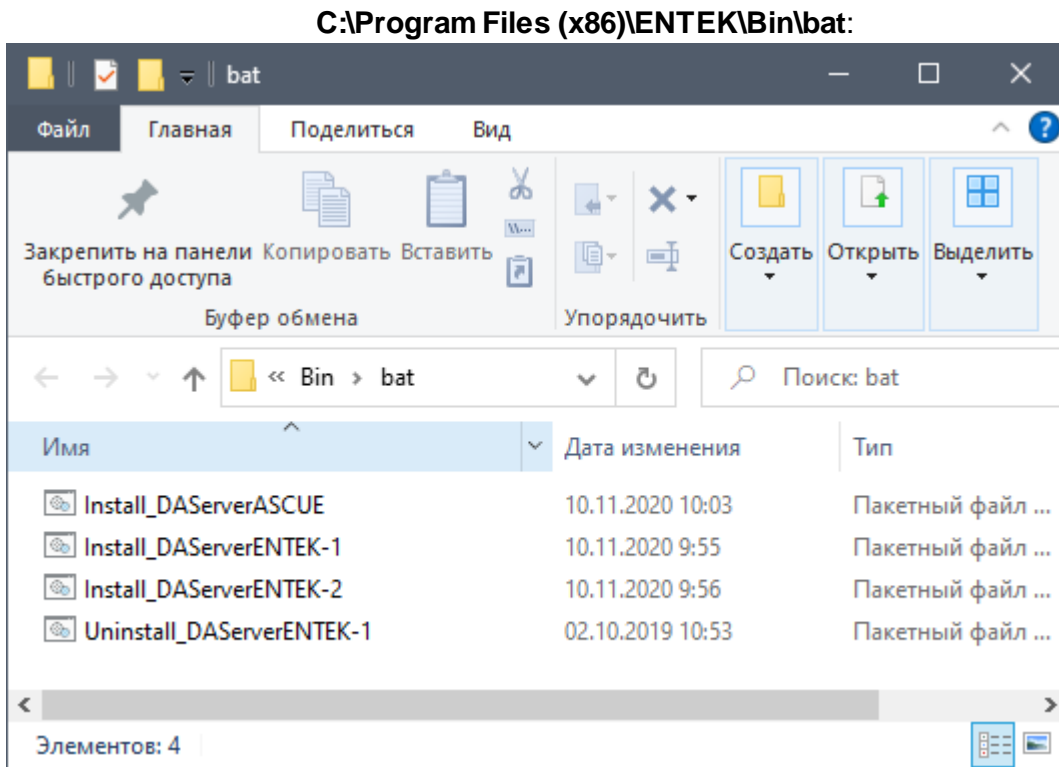 C:\Program Files (x86)\ENTEK\Bin\bat:
bat
Файл Главная Поделиться Вид
Закрепить на панели быстрого доступа
Копировать Вставить
Создать Открыть Выделить
Буфер обмена Упорядочить
« Bin › bat Поиск: bat
Имя Дата изменения Тип
Install_DAServerASCUE 10.11.2020 10:03 Пакетный файл ...
Install_DAServerENTEK-1 10.11.2020 9:55 Пакетный файл ...
Install_DAServerENTEK-2 10.11.2020 9:56 Пакетный файл ...
Uninstall_DAServerENTEK-1 02.10.2019 10:53 Пакетный файл ...
Элементов: 4